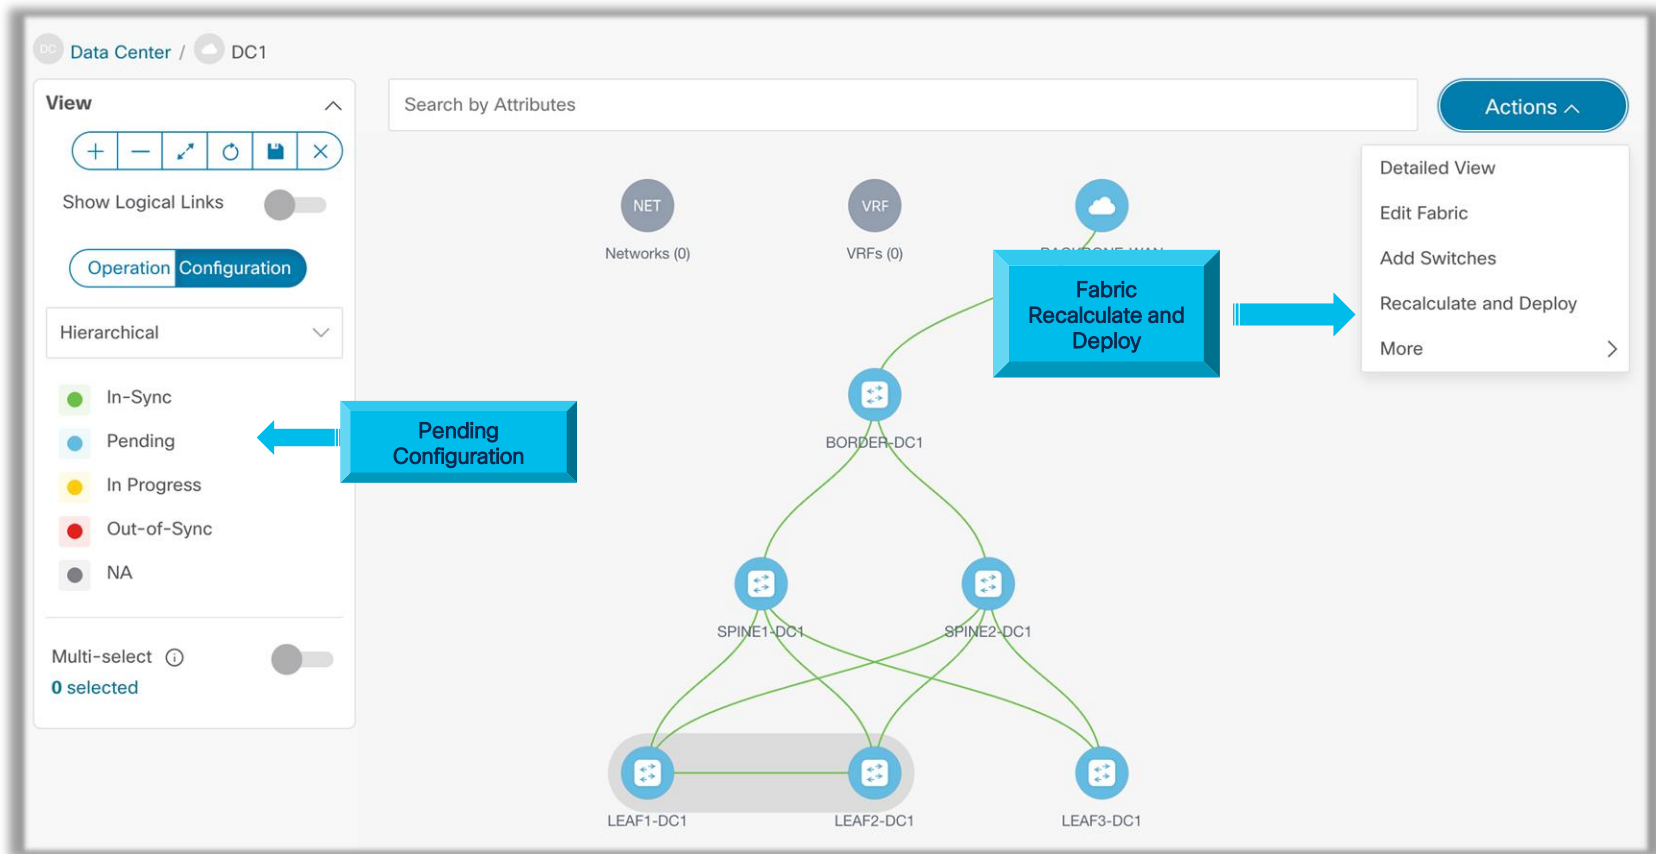 DC Data Center / DC1
View
Search by Attributes
Actions
Show Logical Links
Operation Configuration
Hierarchical
In-Sync
Pending
In Progress
Out-of-Sync
NA
Multi-select
0 selected
Detailed View
Edit Fabric
Add Switches
Recalculate and Deploy
More
NET
Networks (0)
VRF
VRFs (0)
BACKBONE-WAN
Fabric
Recalculate and
Deploy
Pending
Configuration
BORDER-DC1
SPINE1-DC1
SPINE2-DC1
LEAF1-DC1
LEAF2-DC1
LEAF3-DC1